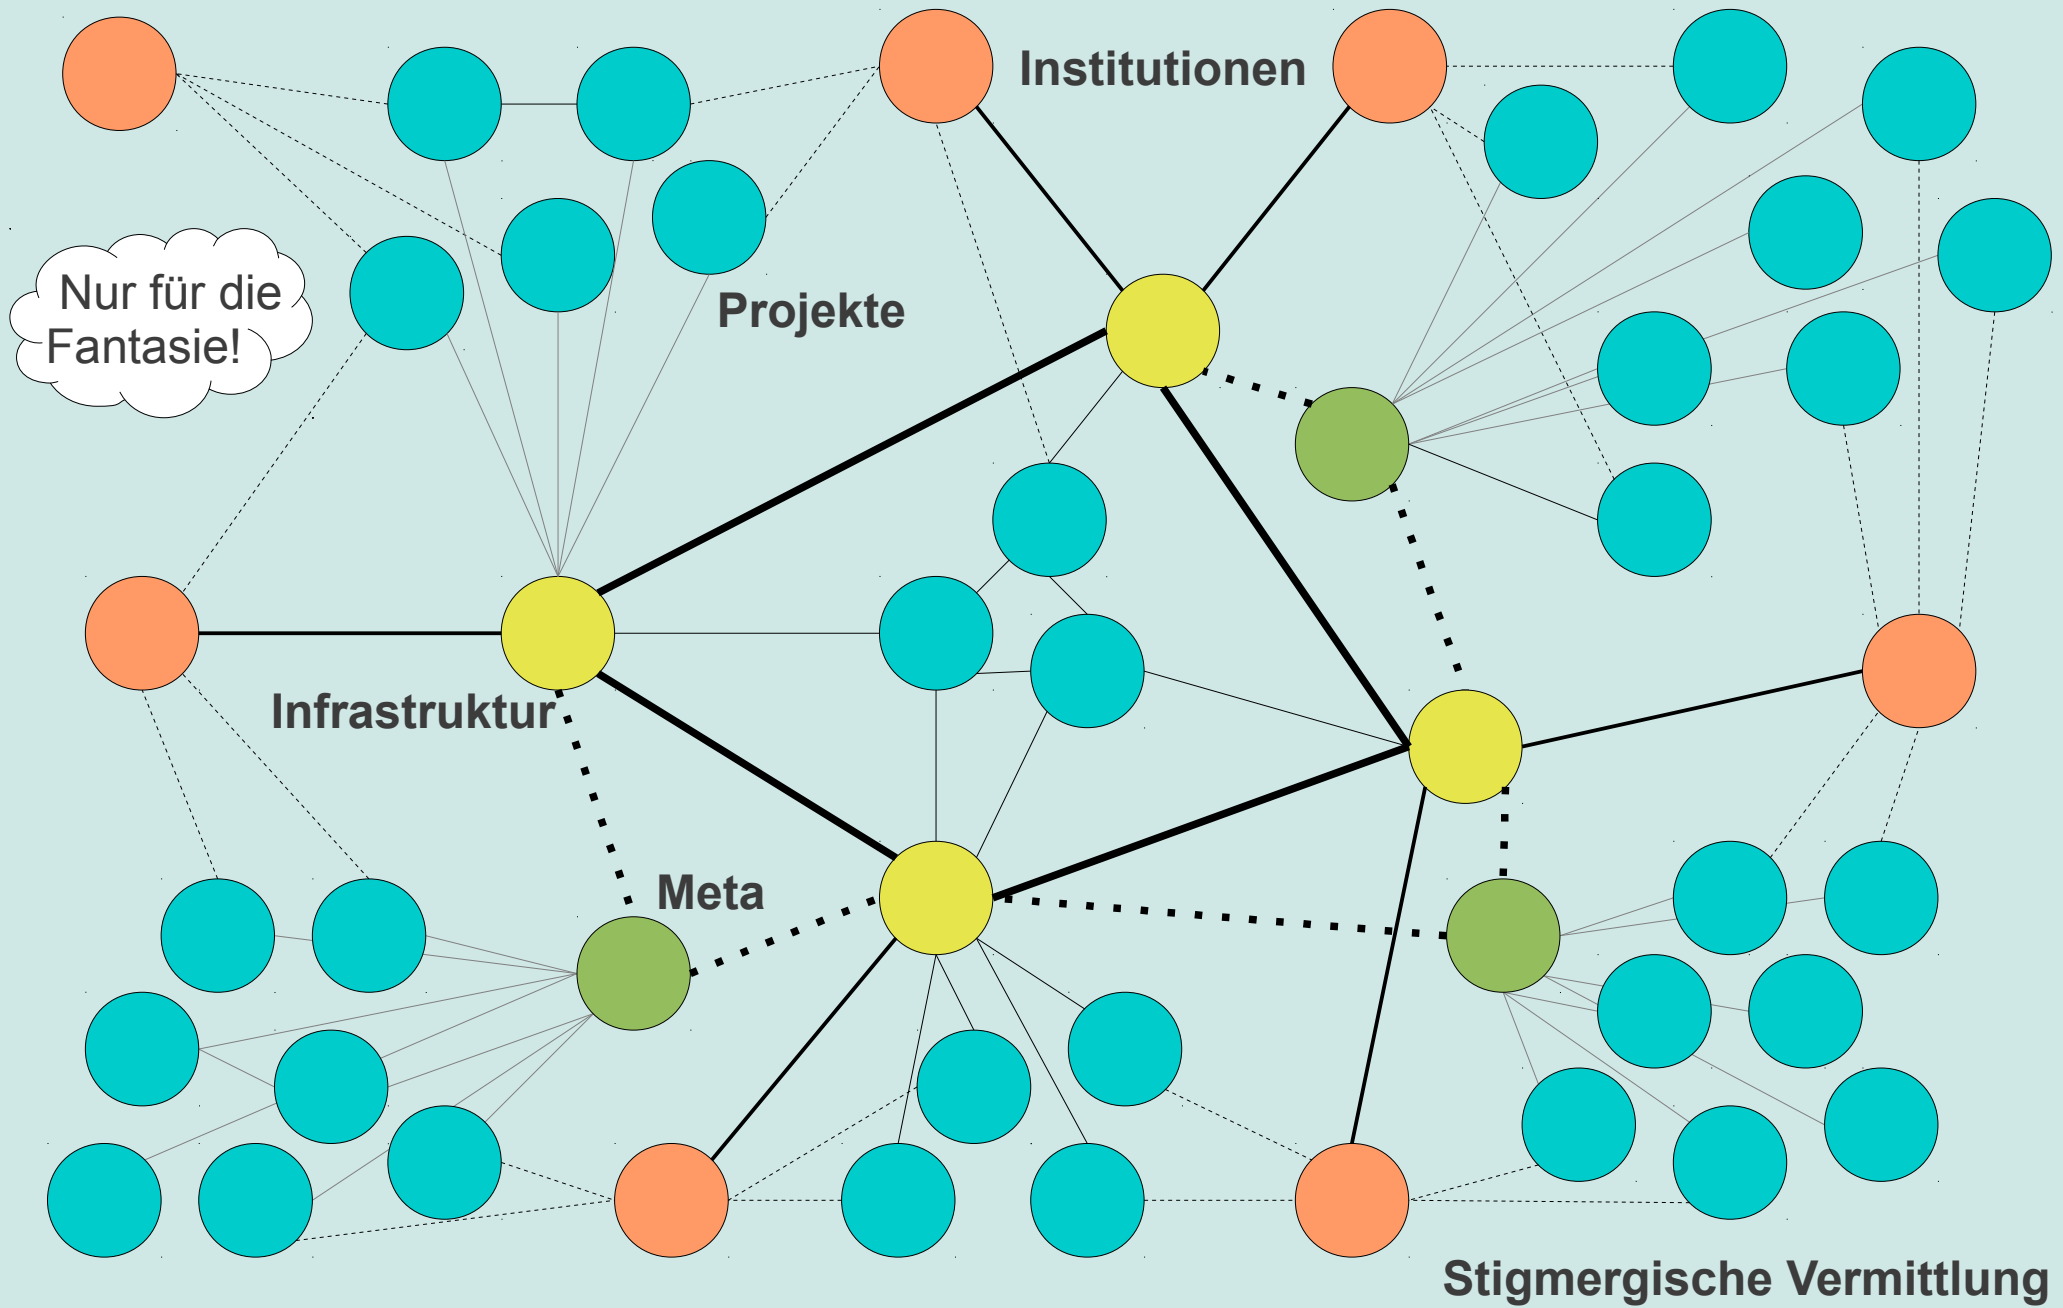 Institutionen
Nur für die
Fantasie!
Projekte
Infrastruktur
Meta
Stigmergische Vermittlung